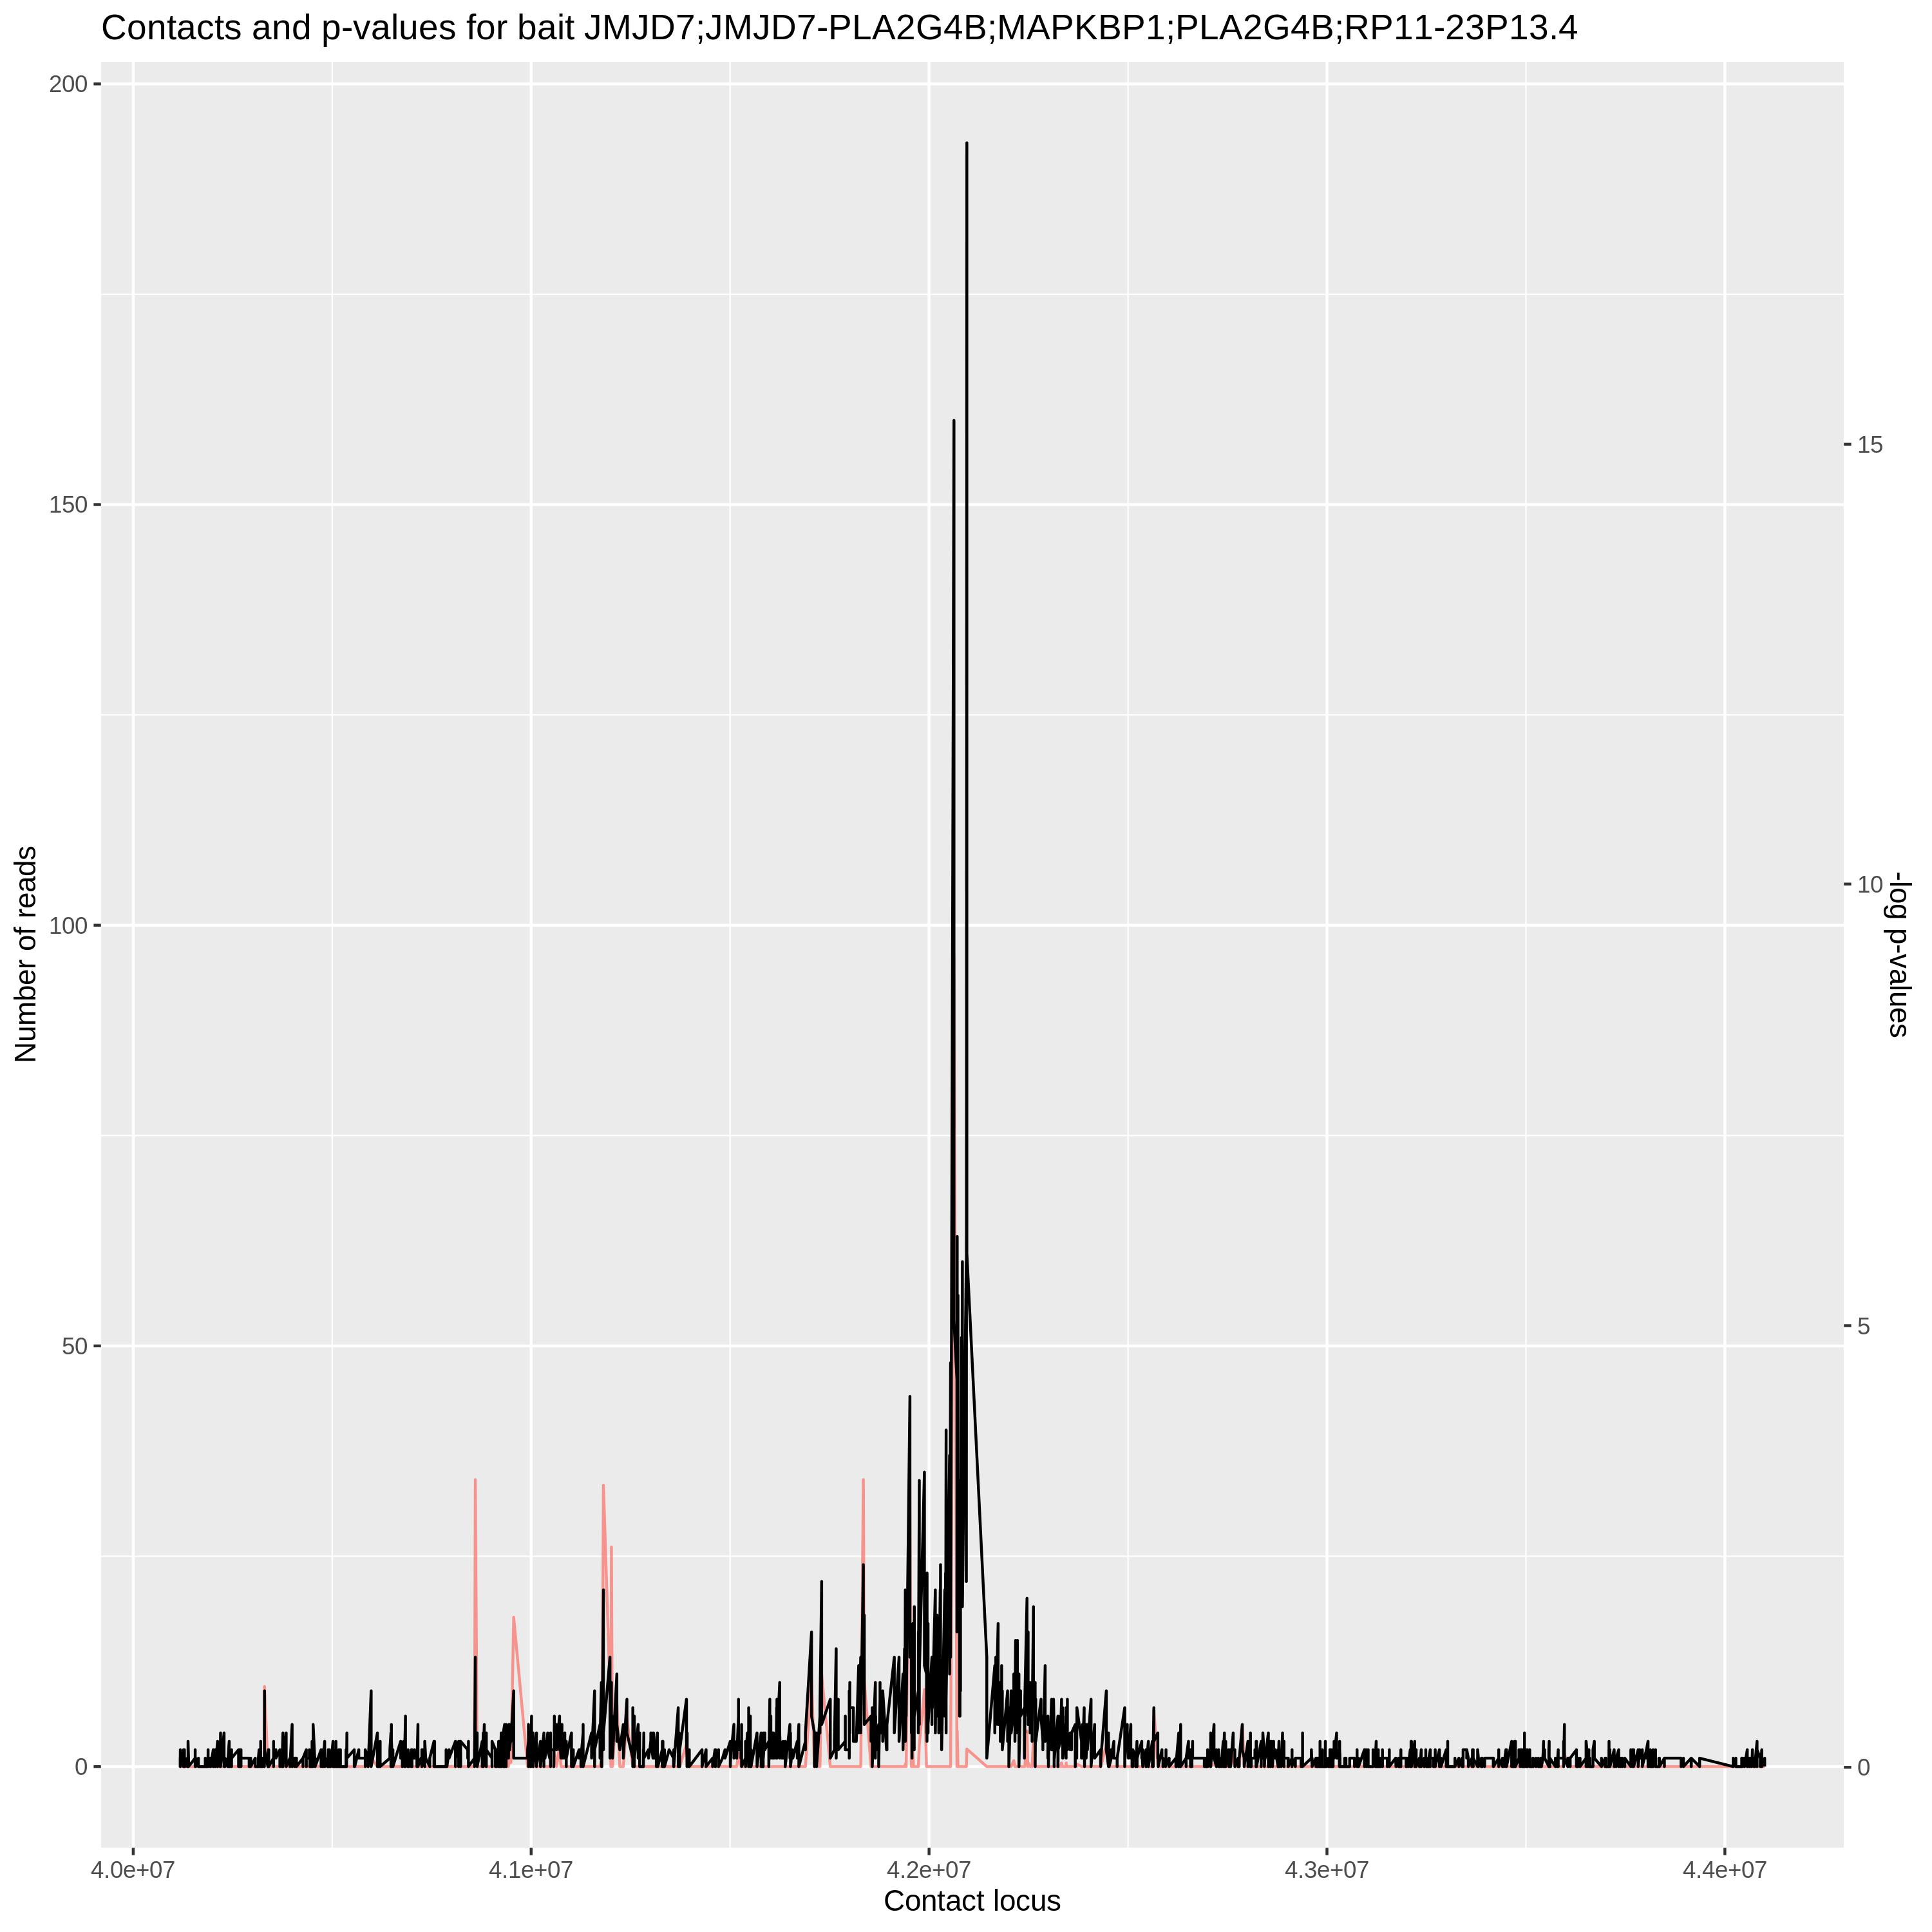 Contacts and p-values for bait JMJD7;JMJD7-PLA2G4B;MAPKBP1;PLA2G4B;RP11-23P13.4
200
150
100
50
0
Number of reads
15
10
5
0
-log p-values
4.0e+07
4.1e+07
4.2e+07
4.3e+07
4.4e+07
Contact locus